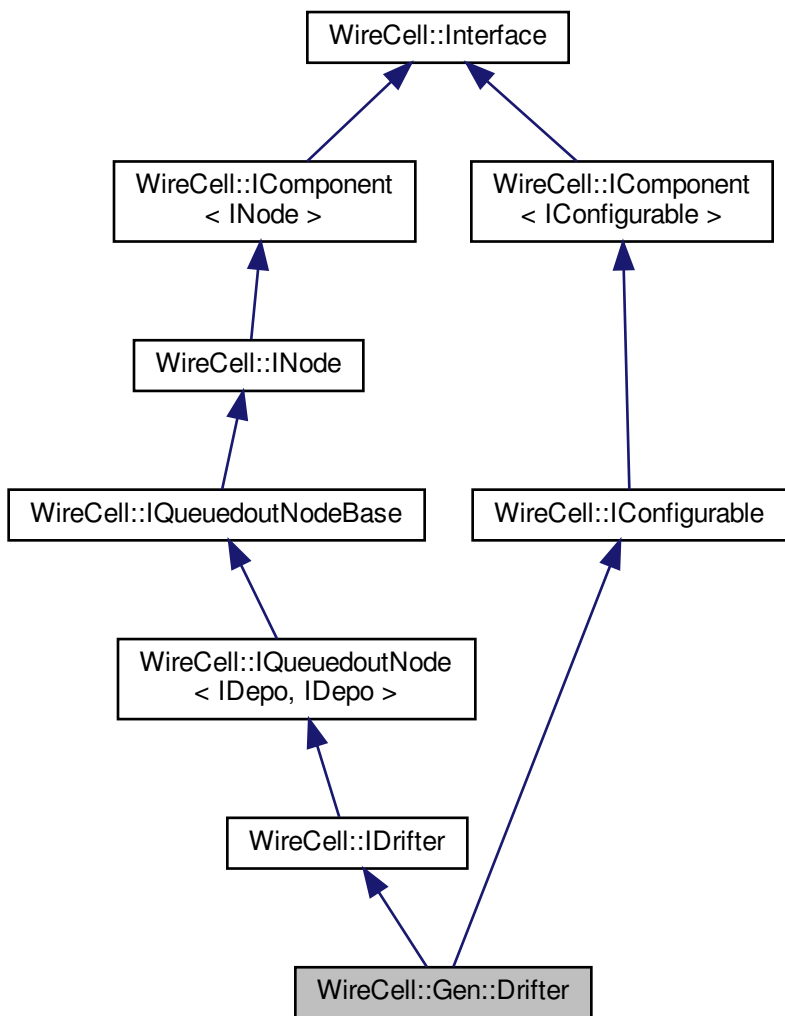 WireCell::Interface
WireCell::IComponent
< INode >
WireCell::IComponent
< IConfigurable >
WireCell::INode
WireCell::IQueuedoutNodeBase
WireCell::IConfigurable
WireCell::IQueuedoutNode
< IDepo, IDepo >
WireCell::IDrifter
WireCell::Gen::Drifter